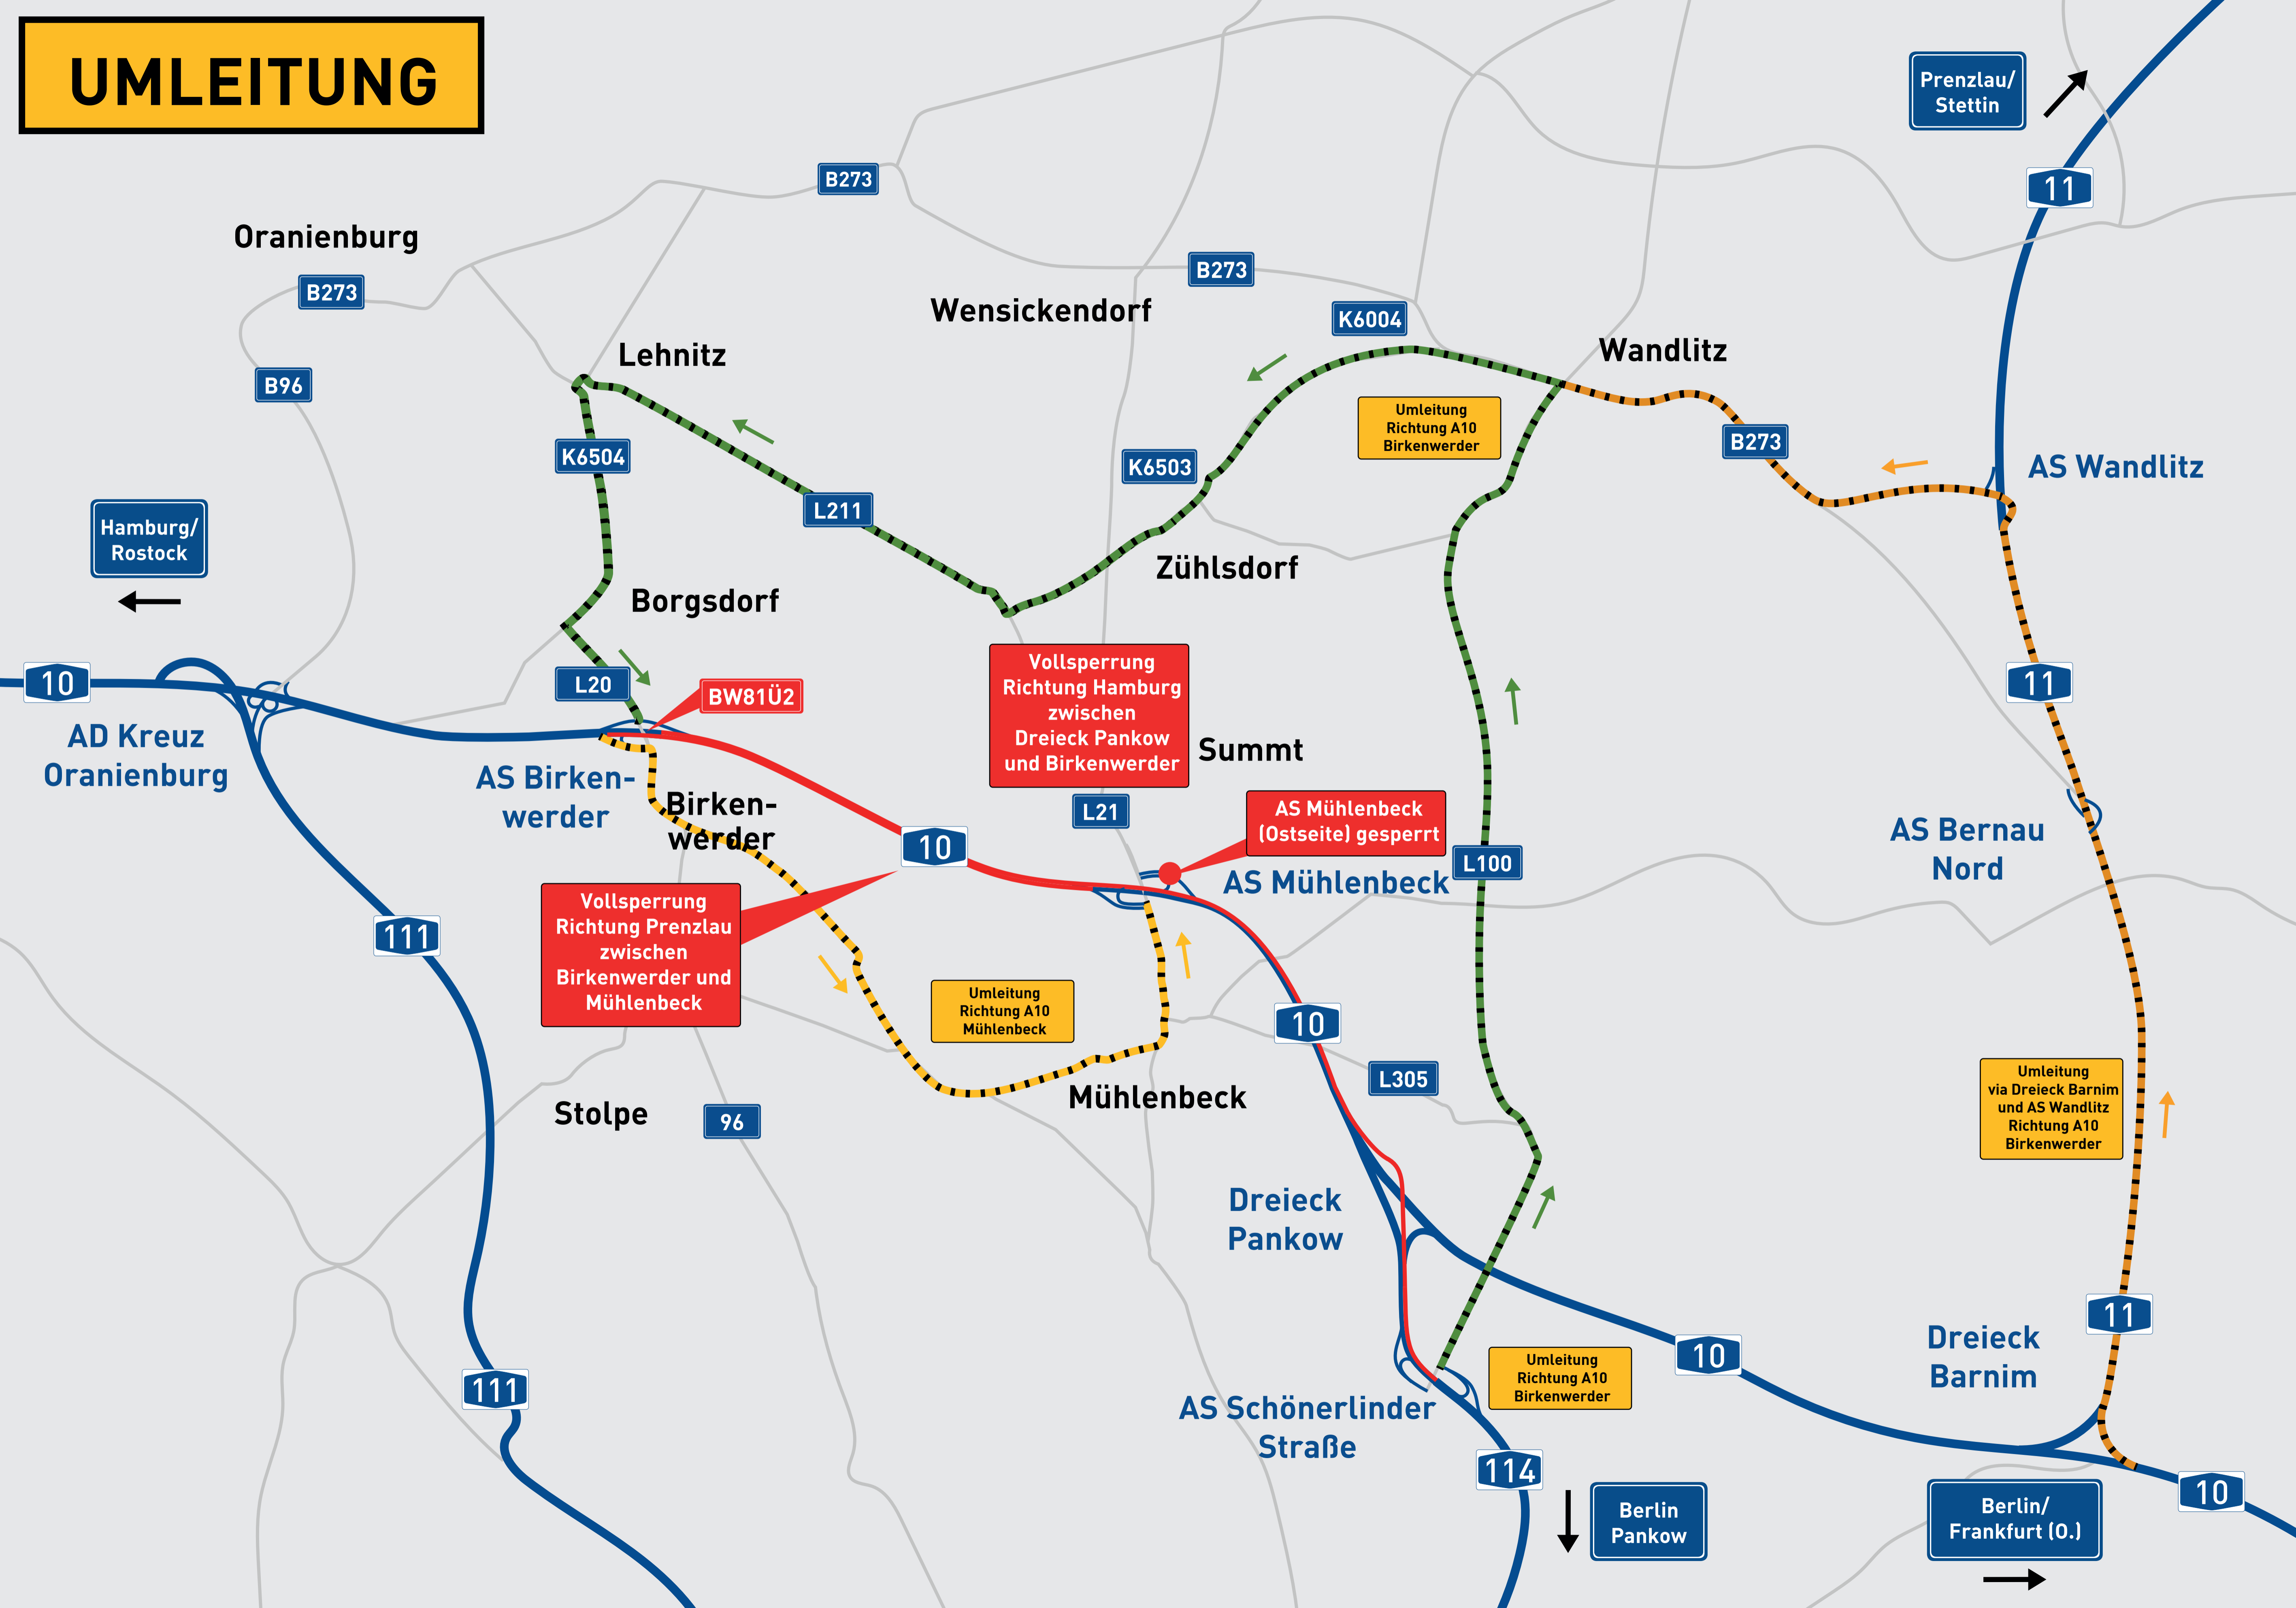 UMLEITUNG
Prenzlau/
Stettin
B273
11
Oranienburg
B273
B273
Wensickendorf
K6004
Wandlitz
Lehnitz
B96
Umleitung
Richtung A10
Birkenwerder
B273
K6504
K6503
AS Wandlitz
L211
Hamburg/
Rostock
Zühlsdorf
Borgsdorf
10
L20
BW81Ü2
Vollsperrung
Richtung Hamburg
zwischen
Dreieck Pankow
und Birkenwerder
11
AD Kreuz
Oranienburg
Summt
AS Birken-
werder
Birken-
werder
L21
AS Mühlenbeck
(Ostseite) gesperrt
10
AS Bernau
Nord
L100
AS Mühlenbeck
Vollsperrung
Richtung Prenzlau
zwischen
Birkenwerder und
Mühlenbeck
111
Umleitung
Richtung A10
Mühlenbeck
10
L305
Umleitung
via Dreieck Barnim
und AS Wandlitz
Richtung A10
Birkenwerder
Mühlenbeck
Stolpe
96
Dreieck
Pankow
11
10
Dreieck
Barnim
111
Umleitung
Richtung A10
Birkenwerder
AS Schönerlinder
Straße
114
10
Berlin
Pankow
Berlin/
Frankfurt (O.)